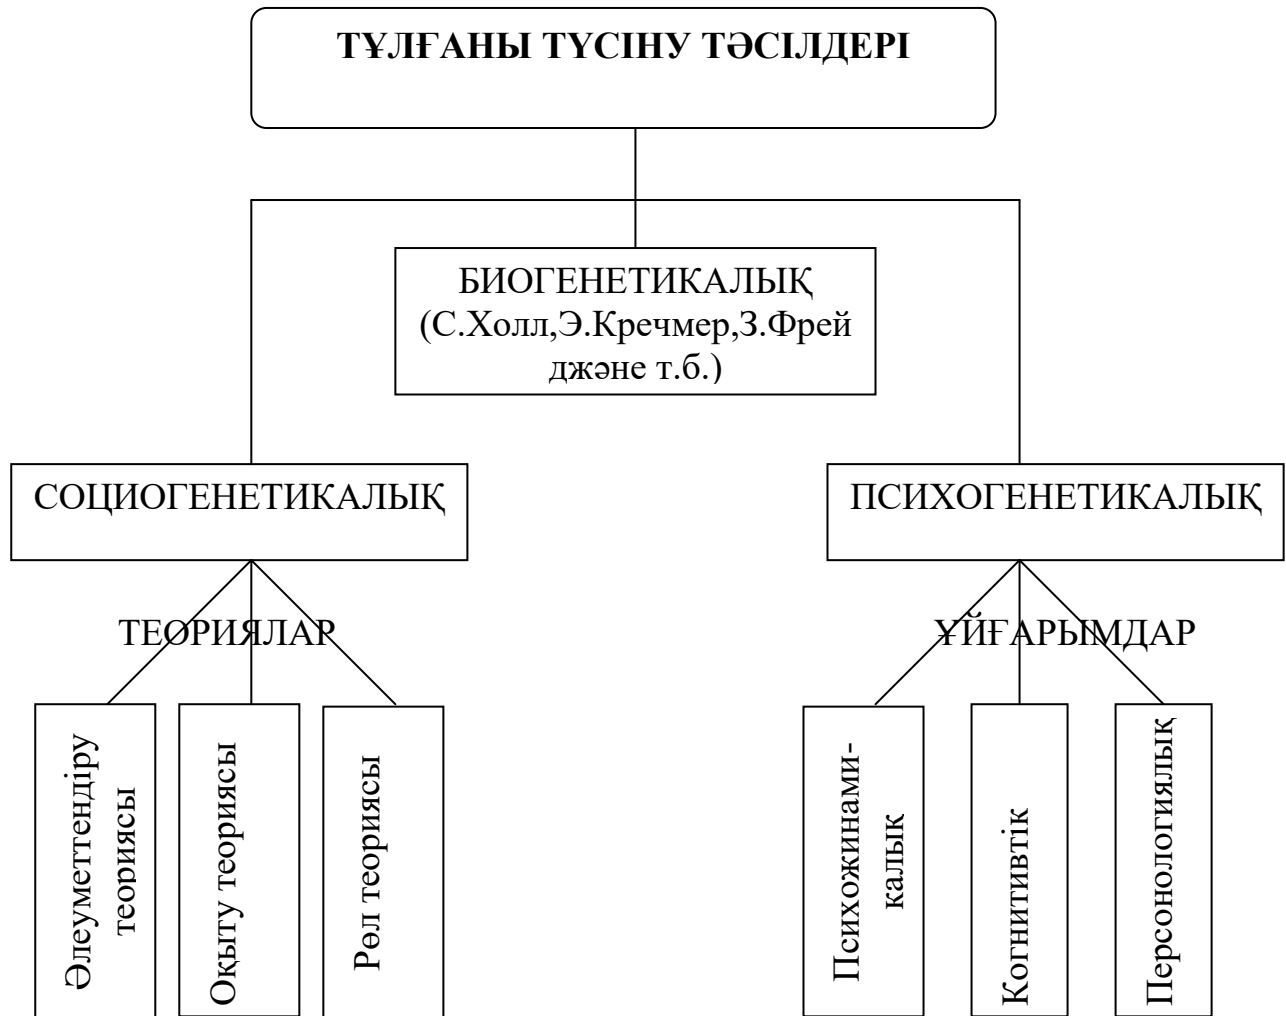 ТҰЛҒАНЫ ТҮСІНУ ТӘСІЛДЕРІ
БИОГЕНЕТИКАЛЫҚ
(С.Холл,Э.Кречмер,З.Фрей
джәне т.б.)
СОЦИОГЕНЕТИКАЛЫҚ
ПСИХОГЕНЕТИКАЛЫҚ
ТЕОРИЯЛАР
ҰЙҒАРЫМДАР
Әлеуметтендіру
теориясы
Оқыту теориясы
Рөл теориясы
Психожинами-
калык
Когнитивтік
Персонологиялық